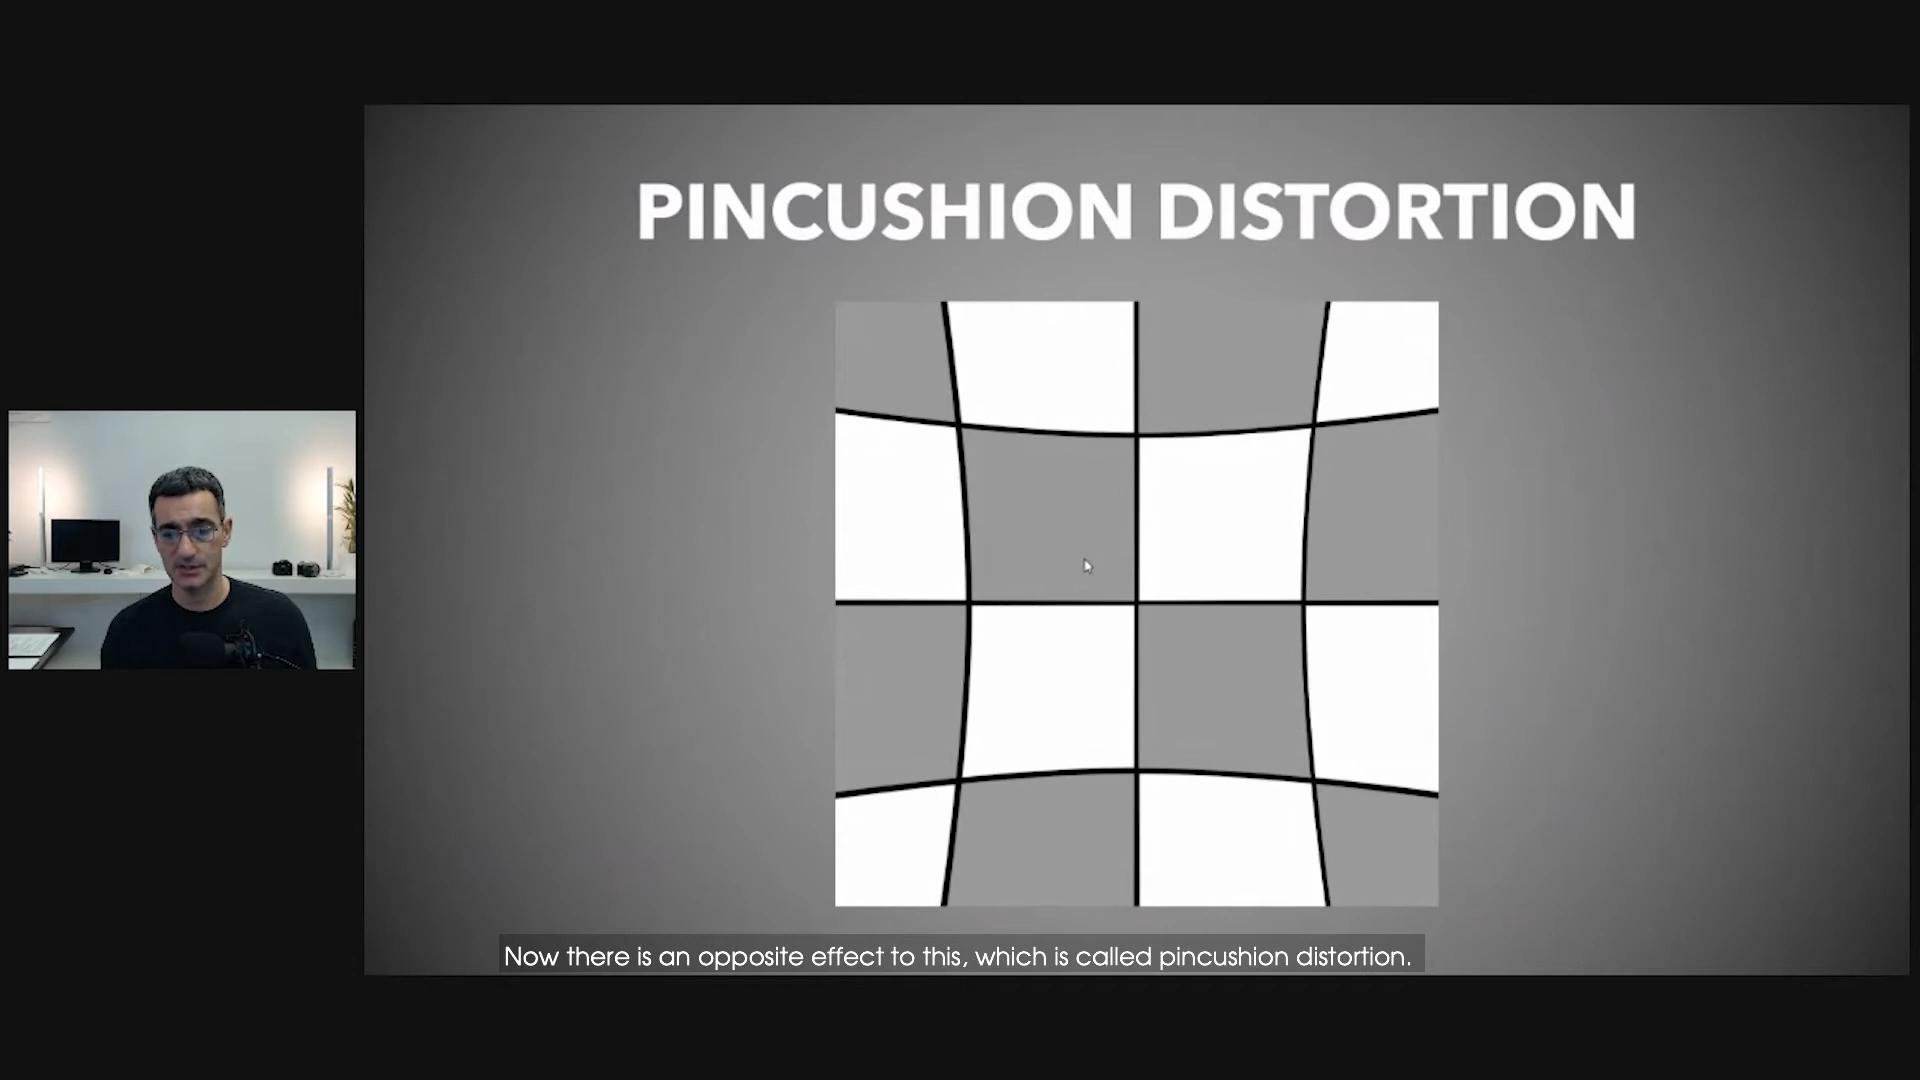 PINCUSHION DISTORTION
Now there is an opposite effect to this, which is called pincushion distortion.